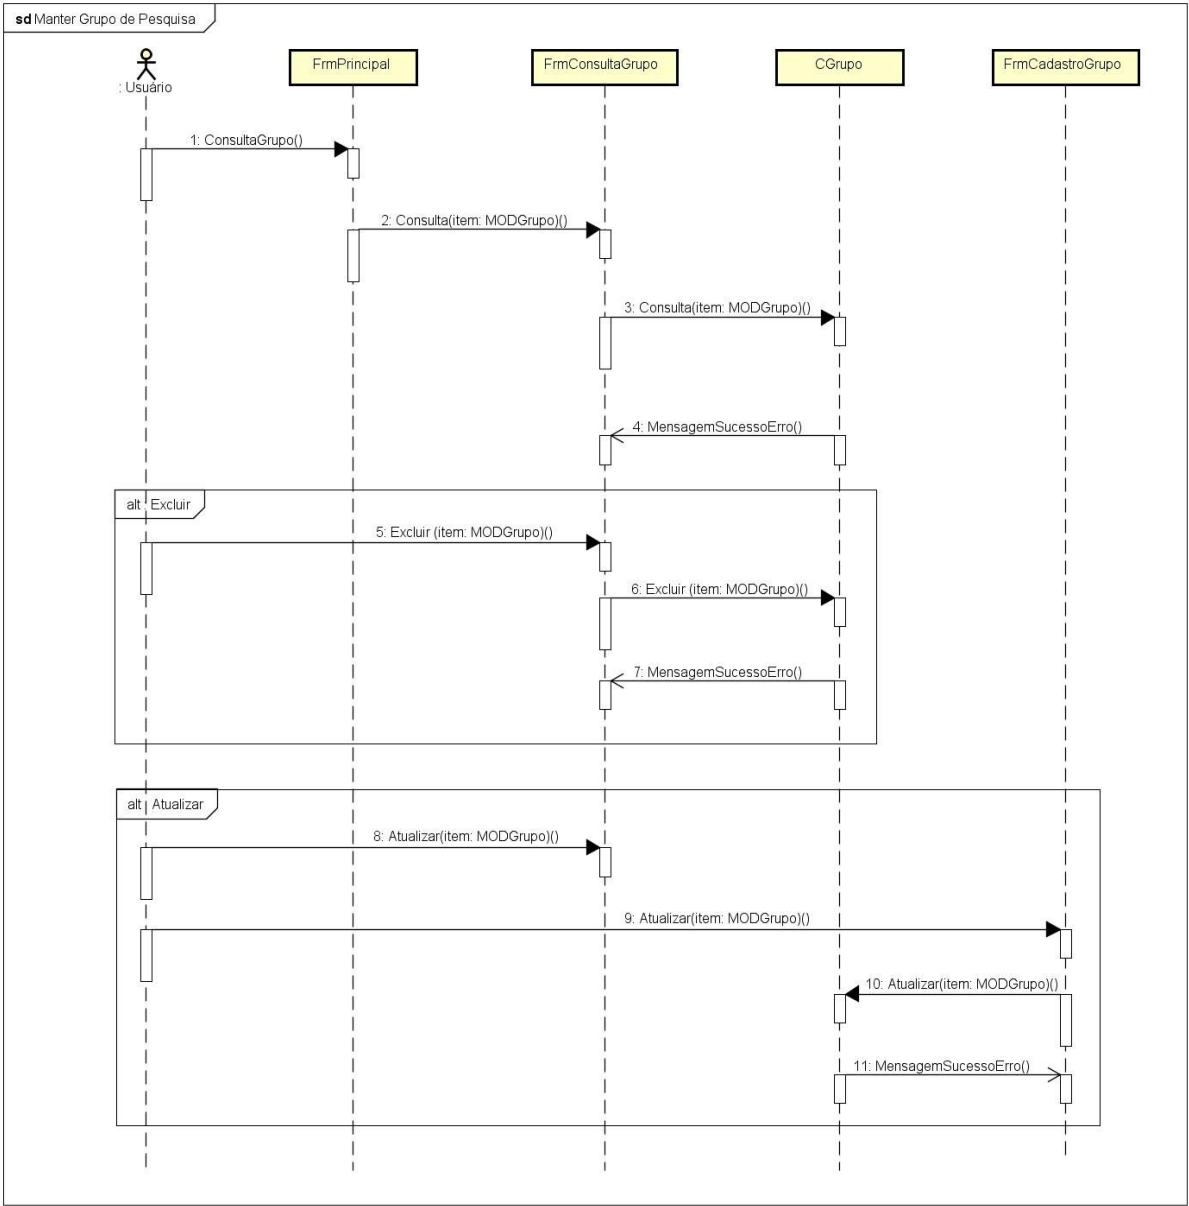 sd Manter Grupo de Pesquisa
: Usuário
FrmPrincipal
FrmConsultaGrupo
CGrupo
FrmCadastroGrupo
1: ConsultaGrupo()
2: Consulta(item: MODGrupo)()
3: Consulta(item: MODGrupo)()
4: MensagemSucessoErro()
alt Excluir
5: Excluir (item: MODGrupo)()
6: Excluir (item: MODGrupo)()
7: MensagemSucessoErro()
alt Atualizar
8: Atualizar(item: MODGrupo)()
9: Atualizar(item: MODGrupo)()
10: Atualizar(item: MODGrupo)()
11: MensagemSucessoErro()